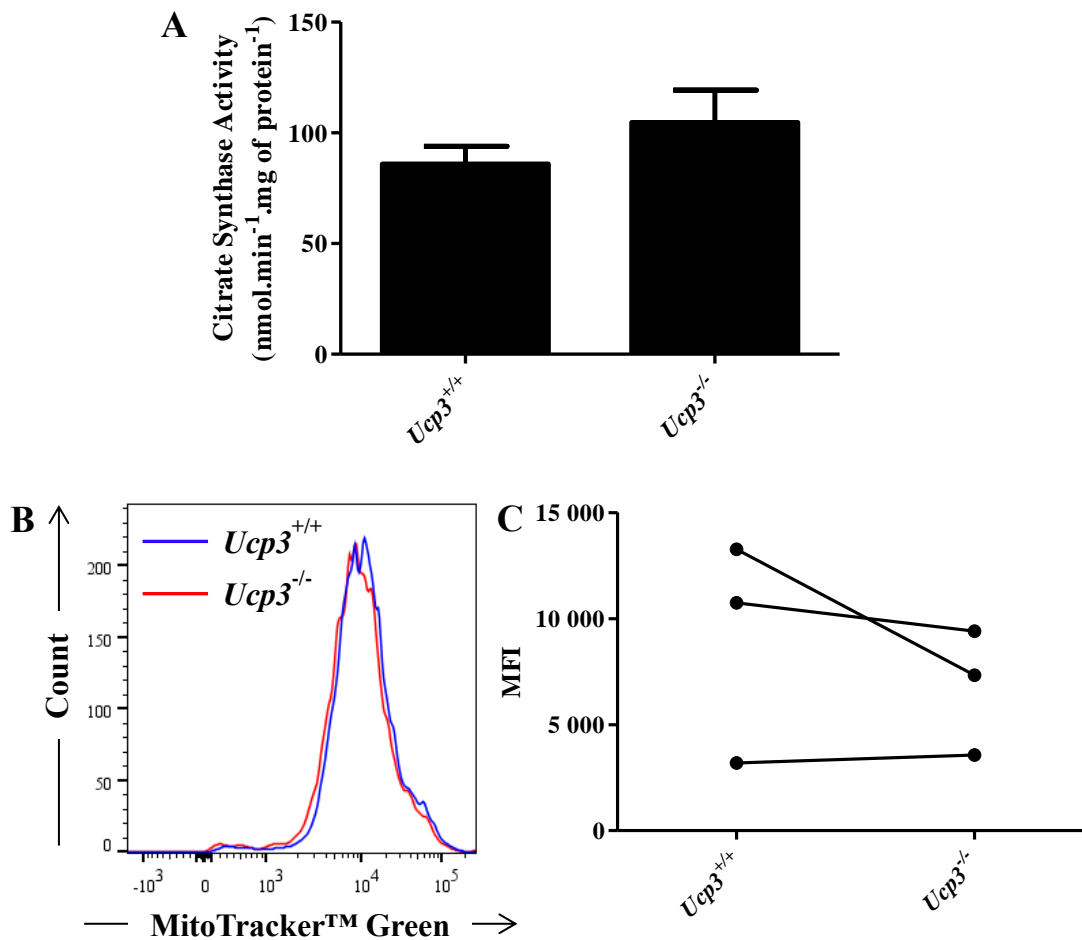 A
Citrate Synthase Activity
(nmol.min-1.mg of protein-1)
150
100
50
0
Ucp3+/+
Ucp3-/-
B
Count
200
150
100
50
0
Ucp3+/+
Ucp3-/-
-10³
0
10³
10⁴
10⁵
MitoTracker™ Green
C
MFI
15 000
10 000
5 000
0
Ucp3+/+
Ucp3-/-